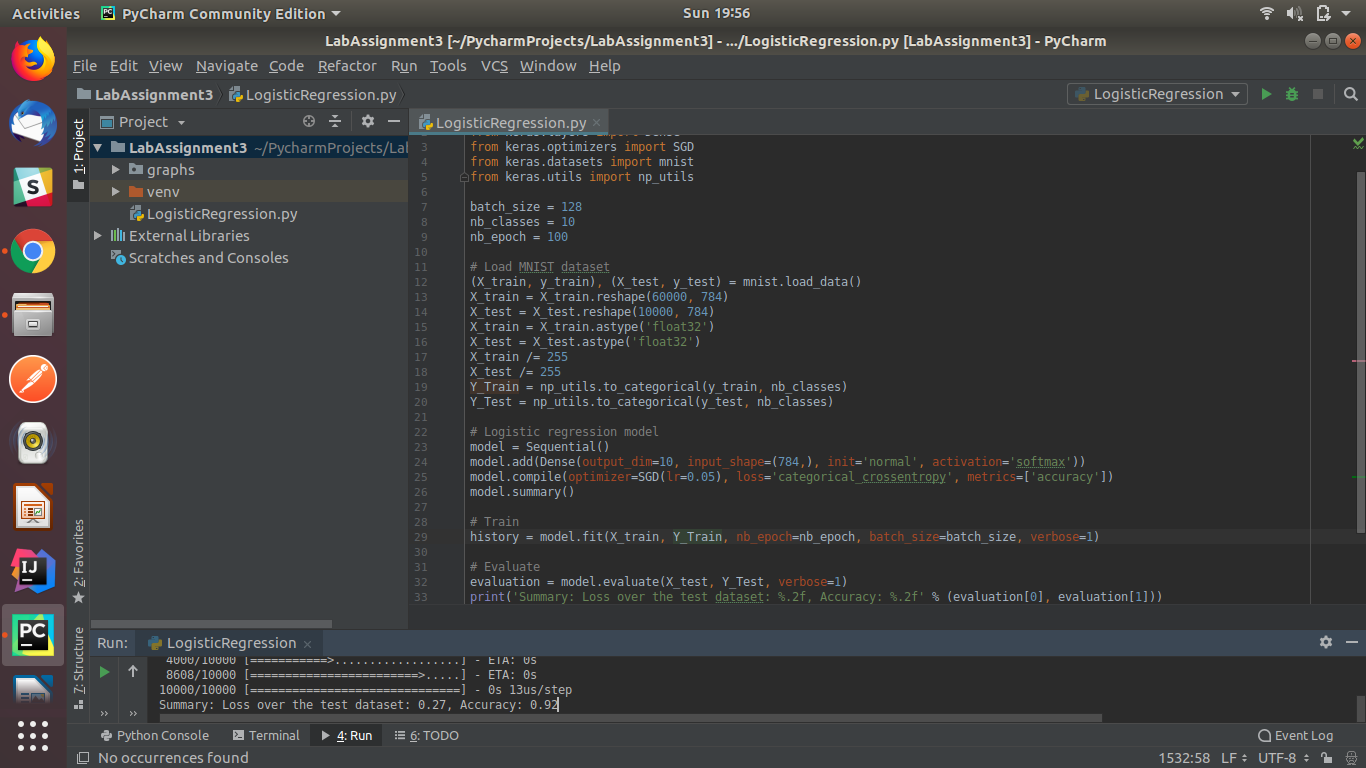 Activities
PyCharm Community Edition
Sun 19:56
LabAssignment3 [~/PycharmProjects/LabAssignment3] - .../LogisticRegression.py [LabAssignment3] - PyCharm
File Edit View Navigate Code Refactor Run Tools VCS Window Help
LabAssignment3
LogisticRegression.py
LogisticRegression
1: Project
Project
LabAssignment3 ~/PycharmProjects/Lab
graphs
venv
LogisticRegression.py
External Libraries
Scratches and Consoles
LogisticRegression.py
3 from keras.optimizers import SGD
4 from keras.datasets import mnist
5 from keras.utils import np_utils
6
7 batch_size = 128
8 nb_classes = 10
9 nb_epoch = 100
10
11 # Load MNIST dataset
12 (X_train, y_train), (X_test, y_test) = mnist.load_data()
13 X_train = X_train.reshape(60000, 784)
14 X_test = X_test.reshape(10000, 784)
15 X_train = X_train.astype('float32')
16 X_test = X_test.astype('float32')
17 X_train /= 255
18 X_test /= 255
19 Y_Train = np_utils.to_categorical(y_train, nb_classes)
20 Y_Test = np_utils.to_categorical(y_test, nb_classes)
21
22 # Logistic regression model
23 model = Sequential()
24 model.add(Dense(output_dim=10, input_shape=(784,), init='normal', activation='softmax'))
25 model.compile(optimizer=SGD(lr=0.05), loss='categorical_crossentropy', metrics=['accuracy'])
26 model.summary()
27
28 # Train
29 history = model.fit(X_train, Y_Train, nb_epoch=nb_epoch, batch_size=batch_size, verbose=1)
30
31 # Evaluate
32 evaluation = model.evaluate(X_test, Y_Test, verbose=1)
33 print('Summary: Loss over the test dataset: %.2f, Accuracy: %.2f' % (evaluation[0], evaluation[1]))
2: Favorites
7: Structure
Run: LogisticRegression
4000/10000 [===========>..................] - ETA: 0s
8608/10000 [========================>.....] - ETA: 0s
10000/10000 [==============================] - 0s 13us/step
Summary: Loss over the test dataset: 0.27, Accuracy: 0.92
Python Console
Terminal
4: Run
6: TODO
Event Log
No occurrences found
1532:58 LF UTF-8